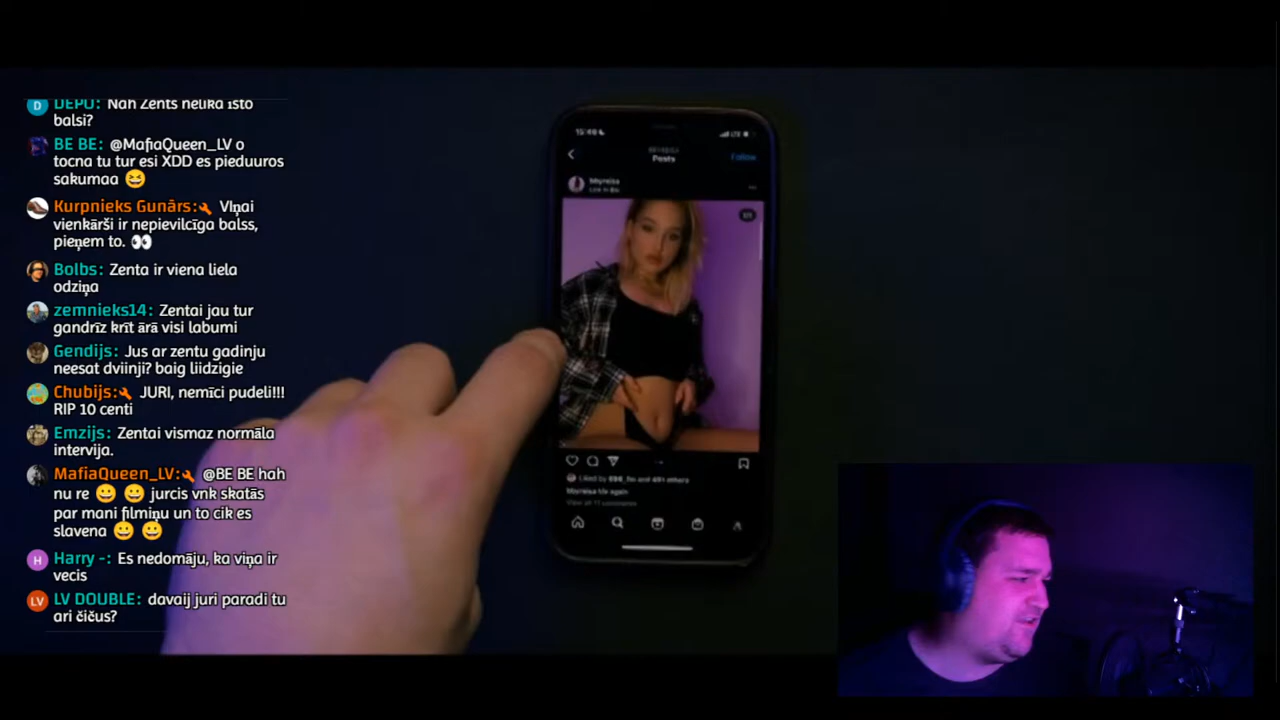 DEPO: Nah Zents nelika īsto
balsi?
BE BE: @MafiaQueen_LV o
tocna tu tur esi XDD es pieduuros
sakumaa 😆
Kurpnieks Gunārs: VIņai
vienkārši ir nepievilcīga balss,
pieņem to. 👀
Bolbs: Zenta ir viena liela
odziņa
zemnieks14: Zentai jau tur
gandrīz krīt ārā visi labumi
Gendijs: Jus ar zentu gadinju
neesat dviinji? baig liidzigie
Chubijs: JURI, nemīci pudeli!!!
RIP 10 centi
Emzijs: Zentai vismaz normāla
intervija.
MafiaQueen_LV: @BE BE hah
nu re 😀 😀 jurcis vnk skatās
par mani filmiņu un to cik es
slavena 😀 😀
H
Harry -: Es nedomāju, ka viņa ir
vecis
LV
LV DOUBLE: davaij juri paradi tu
ari čičus?
Posts
Follow